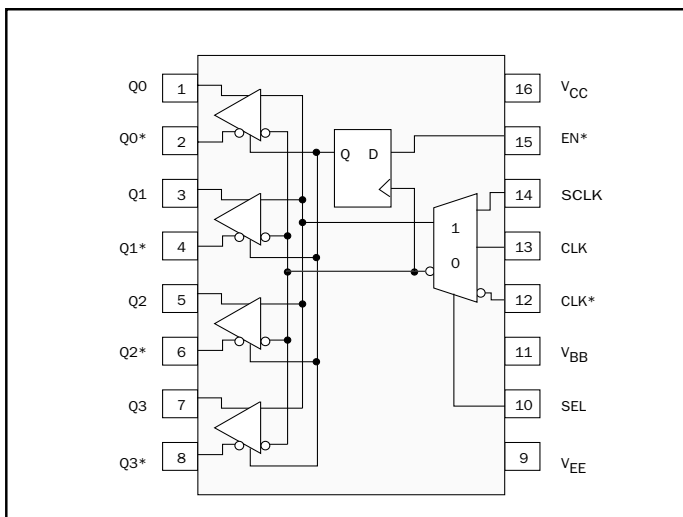 Q0 1 16 VCC
Q0* 2 Q D 15 EN*
Q1 3 14 SCLK
1
Q1* 4 13 CLK
0
Q2 5 12 CLK*
Q2* 6 11 VBB
Q3 7 10 SEL
Q3* 8 9 VEE